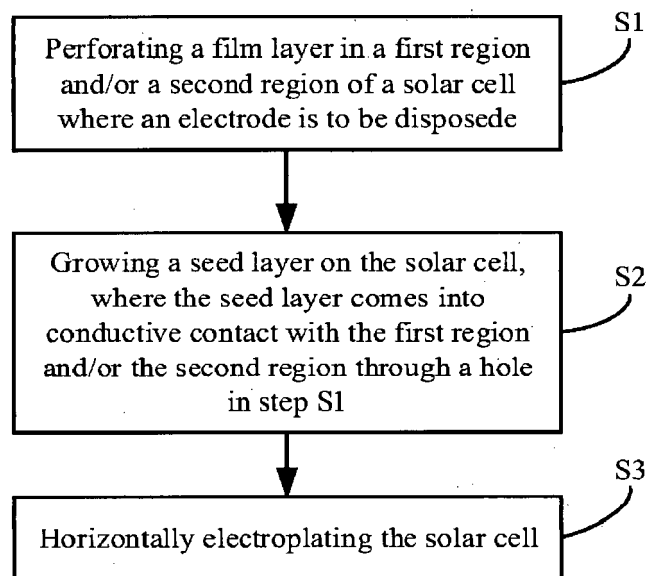 S1
Perforating a film layer in a first region
and/or a second region of a solar cell
where an electrode is to be disposede
S2
Growing a seed layer on the solar cell,
where the seed layer comes into
conductive contact with the first region
and/or the second region through a hole
in step S1
S3
Horizontally electroplating the solar cell